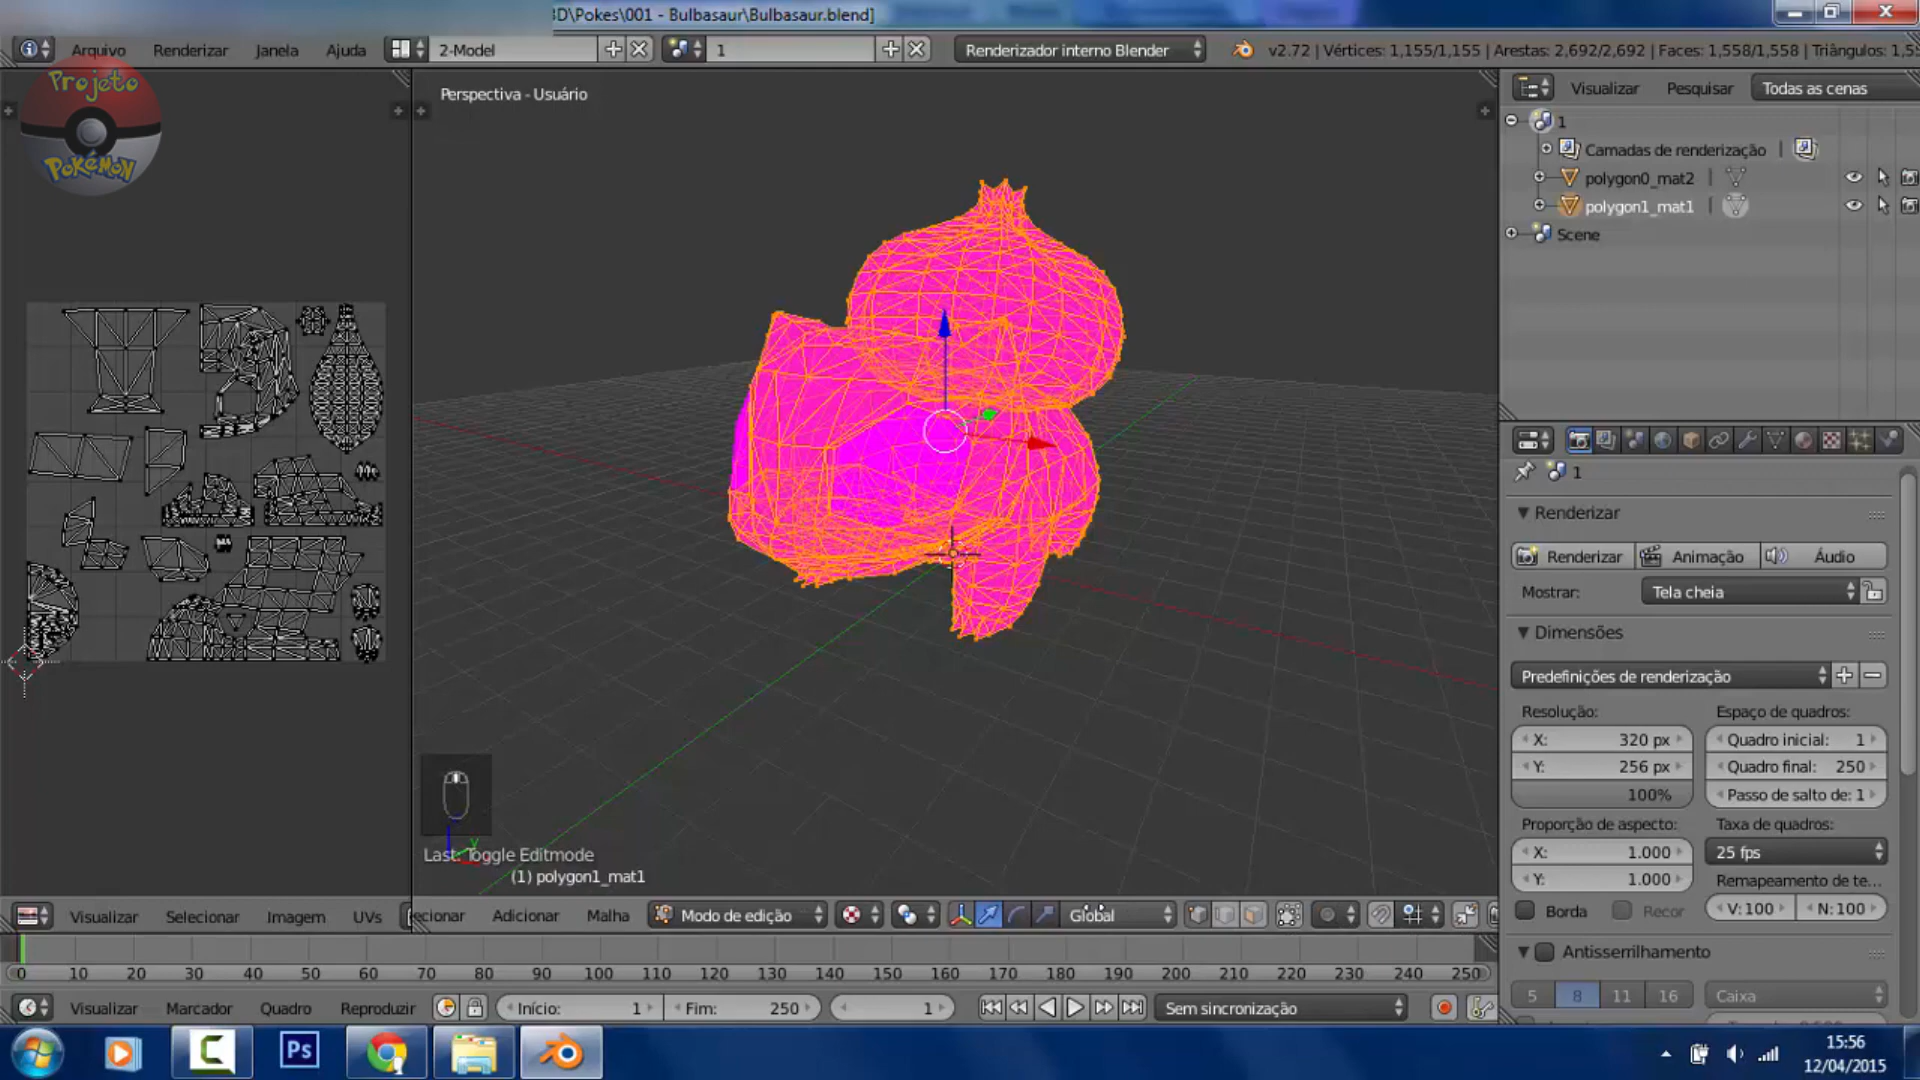 3D\Pokes\001 - Bulbasaur\Bulbasaur.blend]
Arquivo Renderizar Janela Ajuda 2-Model 1 Renderizador interno Blender v2.72 | Vértices: 1,155/1,155 | Arestas: 2,692/2,692 | Faces: 1,558/1,558 | Triângulos: 1,5
Projeto
POKéMON
Perspectiva - Usuário
Visualizar Pesquisar Todas as cenas
1
Camadas de renderização
polygon0_mat2
polygon1_mat1
Scene
1
Renderizar
Renderizar Animação Áudio
Mostrar: Tela cheia
Dimensões
Predefinições de renderização
Resolução: Espaço de quadros:
X: 320 px Quadro inicial: 1
Y: 256 px Quadro final: 250
100% Passo de salto de: 1
Proporção de aspecto: Taxa de quadros:
X: 1.000 25 fps
Y: 1.000 Remapeamento de te...
Borda Recor V: 100 N: 100
Antisserrilhamento
5 8 11 16 Caixa
Last: Toggle Editmode
(1) polygon1_mat1
Visualizar Selecionar Imagem UVs ecionar Adicionar Malha Modo de edição Global
0 10 20 30 40 50 60 70 80 90 100 110 120 130 140 150 160 170 180 190 200 210 220 230 240 250
Visualizar Marcador Quadro Reproduzir Início: 1 Fim: 250 1 Sem sincronização
Ps
15:56
12/04/2015